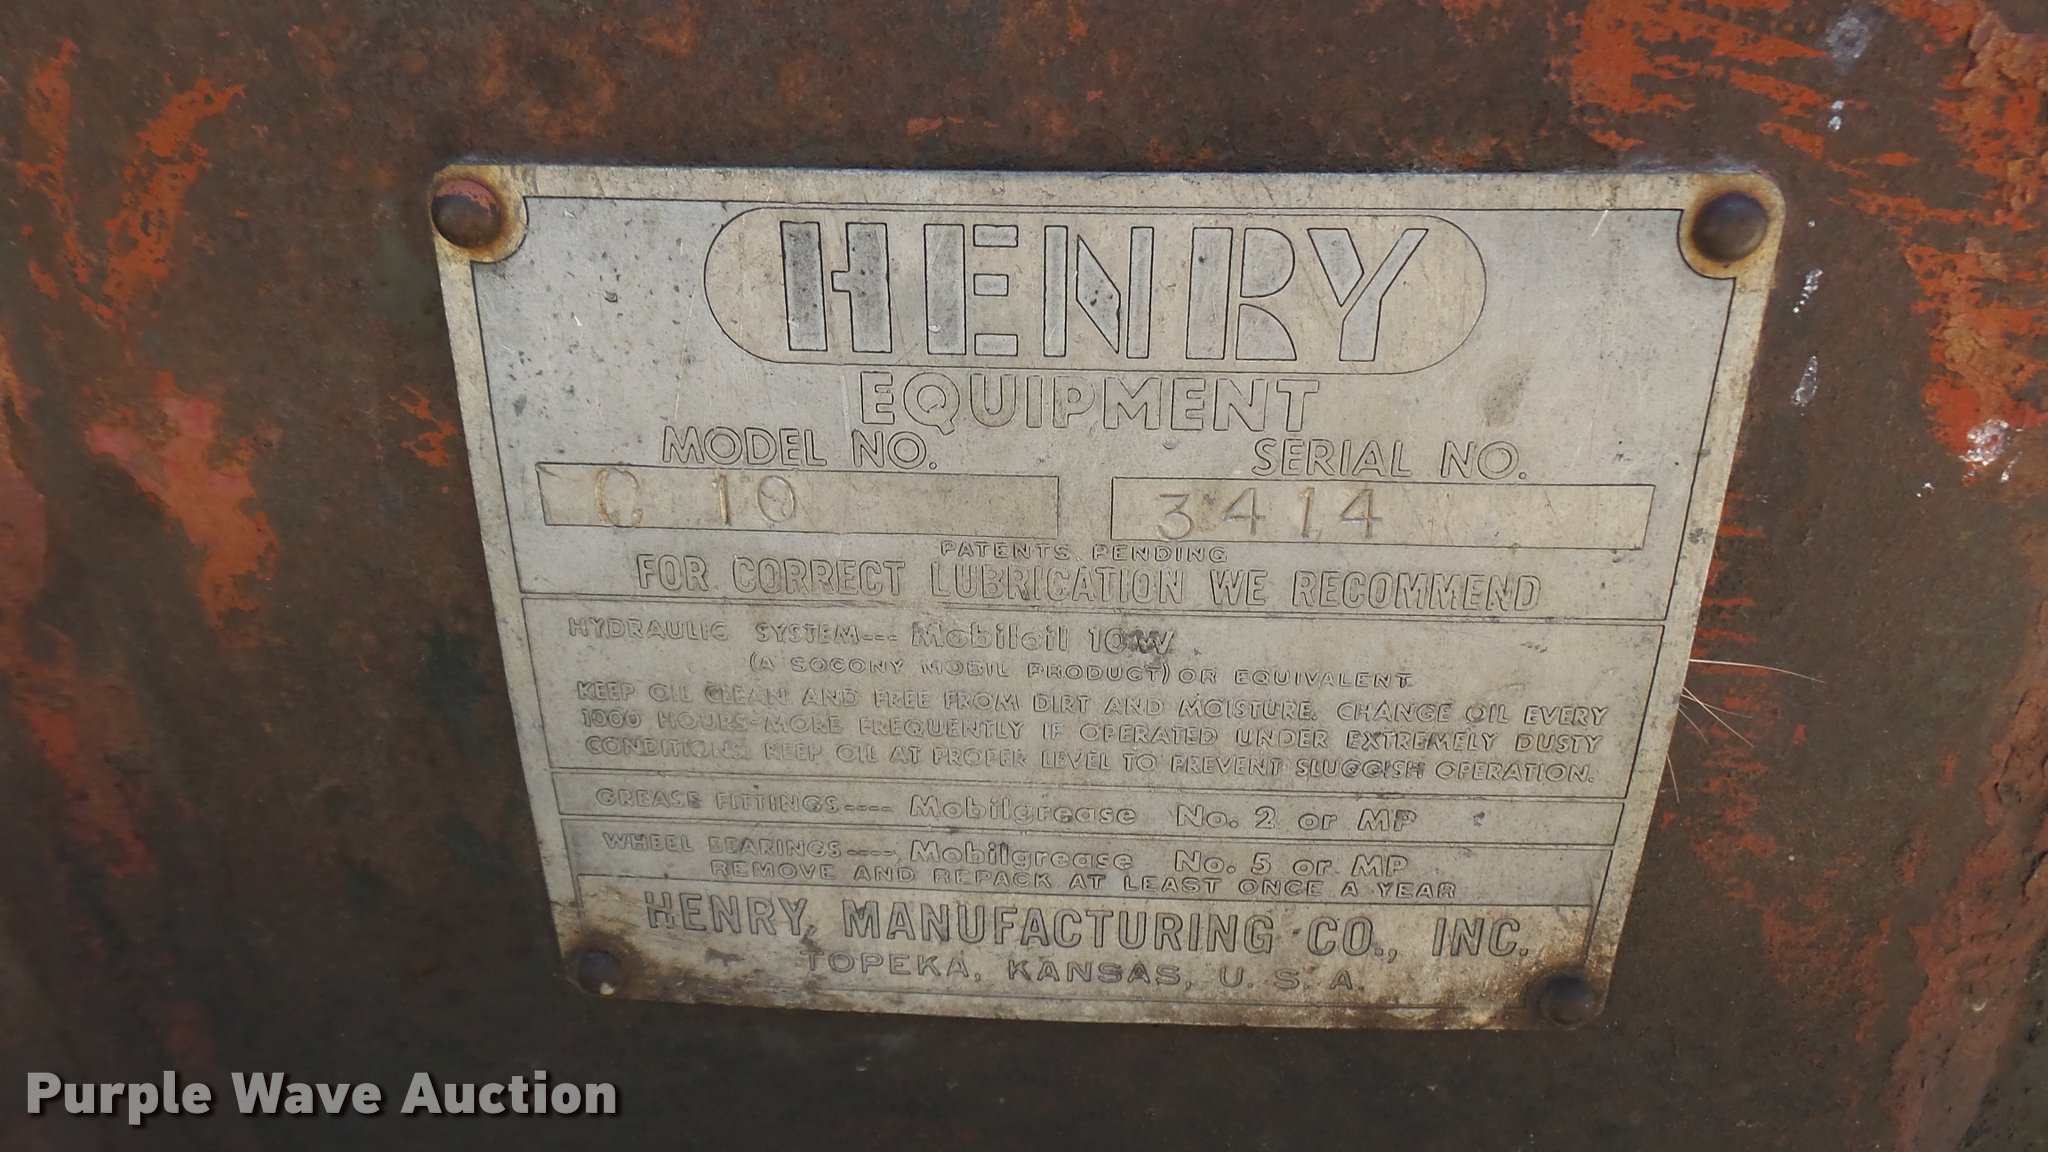 HENRY
EQUIPMENT
MODEL NO. SERIAL NO.
C 10 3414
PATENTS PENDING
FOR CORRECT LUBRICATION WE RECOMMEND
HYDRAULIC SYSTEM--- Mobiloil 10W
(A SOCONY MOBIL PRODUCT) OR EQUIVALENT
KEEP OIL CLEAN AND FREE FROM DIRT AND MOISTURE. CHANGE OIL EVERY
1000 HOURS-MORE FREQUENTLY IF OPERATED UNDER EXTREMELY DUSTY
CONDITIONS. KEEP OIL AT PROPER LEVEL TO PREVENT SLUGGISH OPERATION.
GREASE FITTINGS---- Mobilgrease No. 2 or MP
WHEEL BEARINGS---- Mobilgrease No. 5 or MP
REMOVE AND REPACK AT LEAST ONCE A YEAR
HENRY, MANUFACTURING CO., INC.
TOPEKA, KANSAS, U. S. A.
Purple Wave Auction